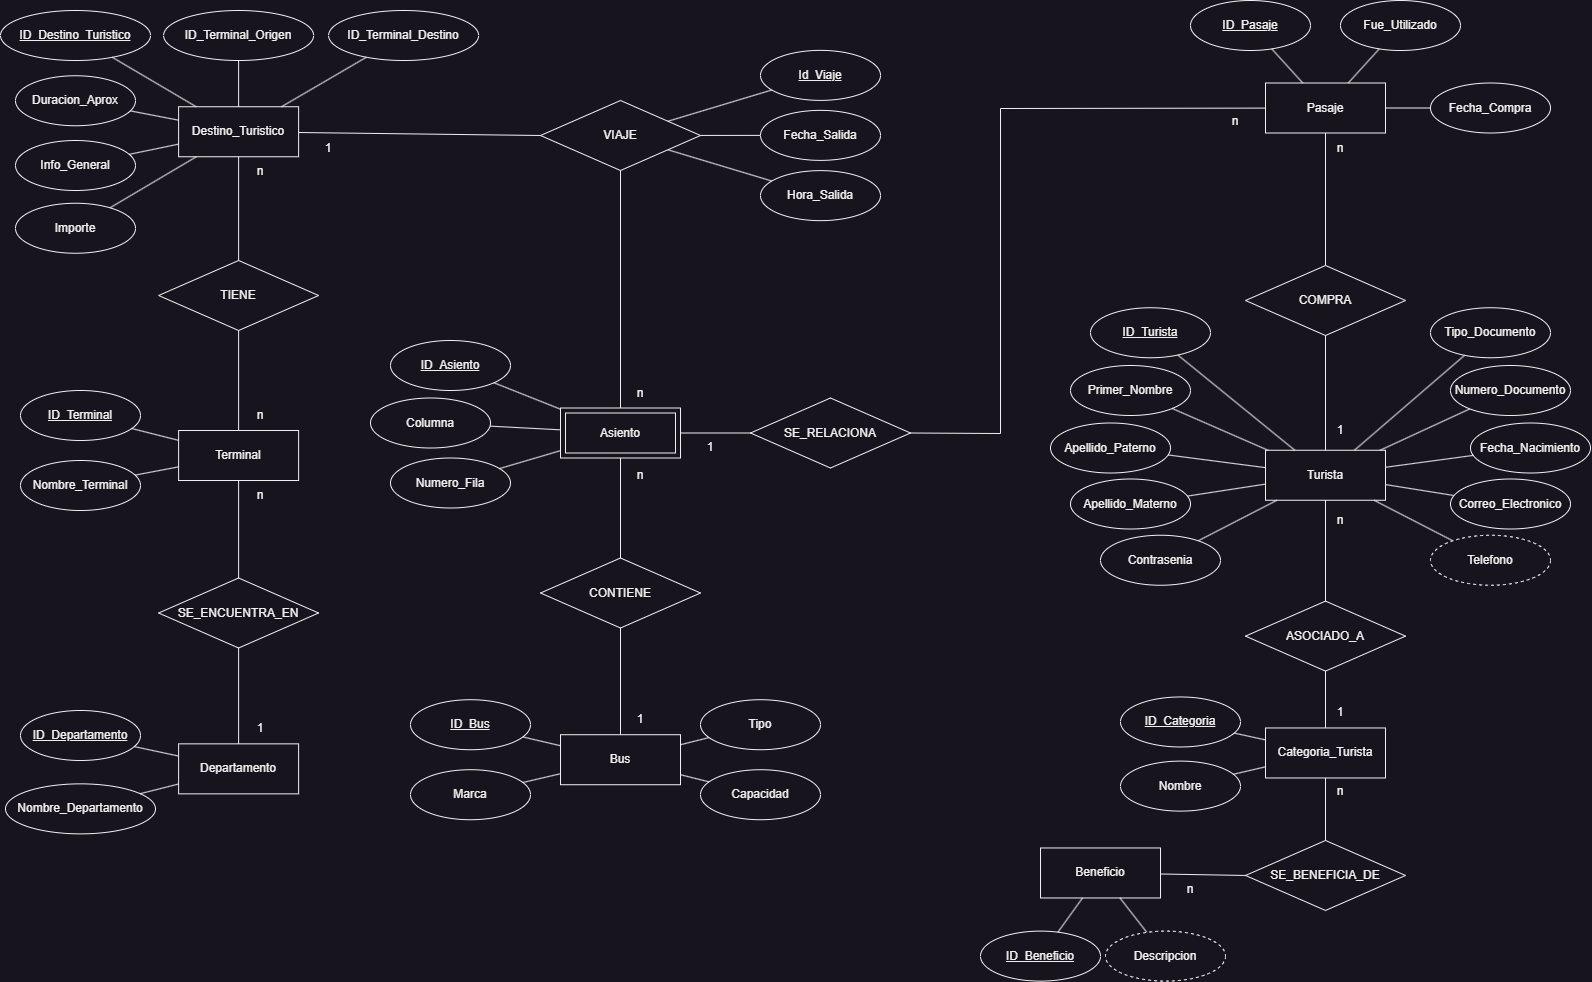 ID_Destino_Turistico
ID_Terminal_Origen
ID_Terminal_Destino
Duracion_Aprox
Info_General
Importe
Destino_Turistico
1
n
VIAJE
Id_Viaje
Fecha_Salida
Hora_Salida
ID_Pasaje
Fue_Utilizado
Pasaje
Fecha_Compra
n
n
TIENE
COMPRA
n
ID_Terminal
Nombre_Terminal
Terminal
n
SE_ENCUENTRA_EN
1
ID_Departamento
Nombre_Departamento
Departamento
n
ID_Asiento
Columna
Numero_Fila
Asiento
1
n
SE_RELACIONA
CONTIENE
1
ID_Bus
Tipo
Bus
Marca
Capacidad
ID_Turista
Tipo_Documento
Primer_Nombre
Numero_Documento
1
Apellido_Paterno
Fecha_Nacimiento
Turista
Apellido_Materno
Correo_Electronico
n
Contrasenia
Telefono
ASOCIADO_A
1
ID_Categoria
Nombre
Categoria_Turista
n
SE_BENEFICIA_DE
n
Beneficio
ID_Beneficio
Descripcion